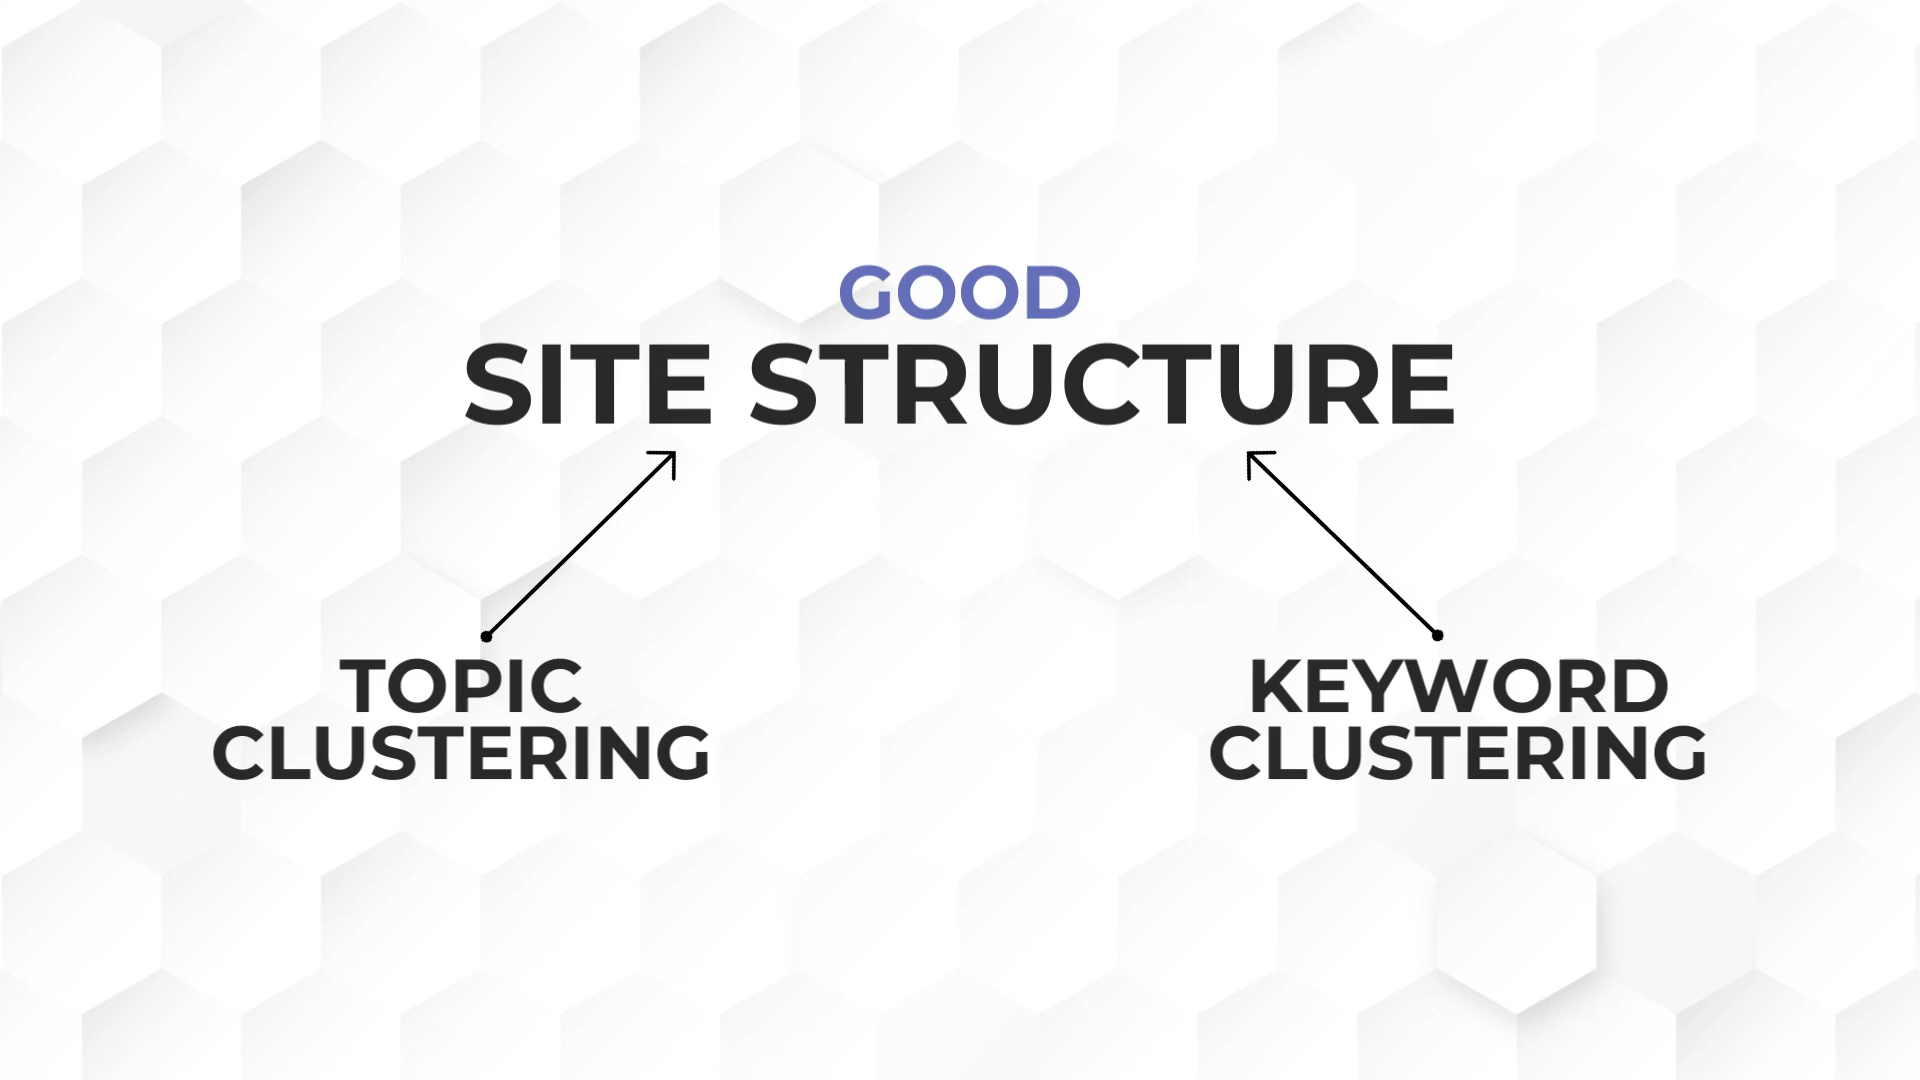 GOOD
SITE STRUCTURE
TOPIC
CLUSTERING
KEYWORD
CLUSTERING